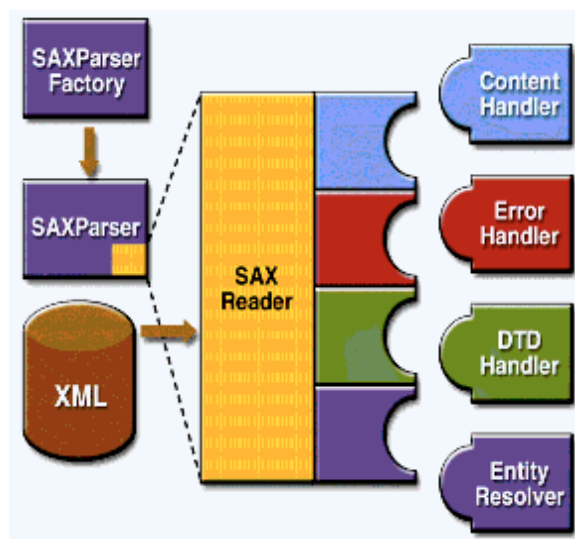 SAXParser
Factory
SAXParser
XML
SAX
Reader
Content
Handler
Error
Handler
DTD
Handler
Entity
Resolver